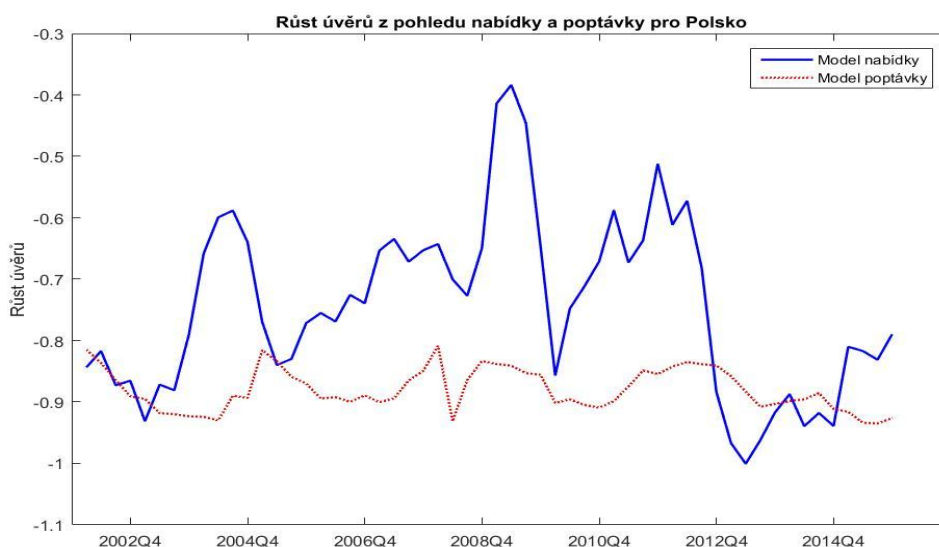 Růst úvěrů z pohledu nabídky a poptávky pro Polsko
Model nabídky
Model poptávky
Růst úvěrů
-0.3
-0.4
-0.5
-0.6
-0.7
-0.8
-0.9
-1
-1.1
2002Q4 2004Q4 2006Q4 2008Q4 2010Q4 2012Q4 2014Q4